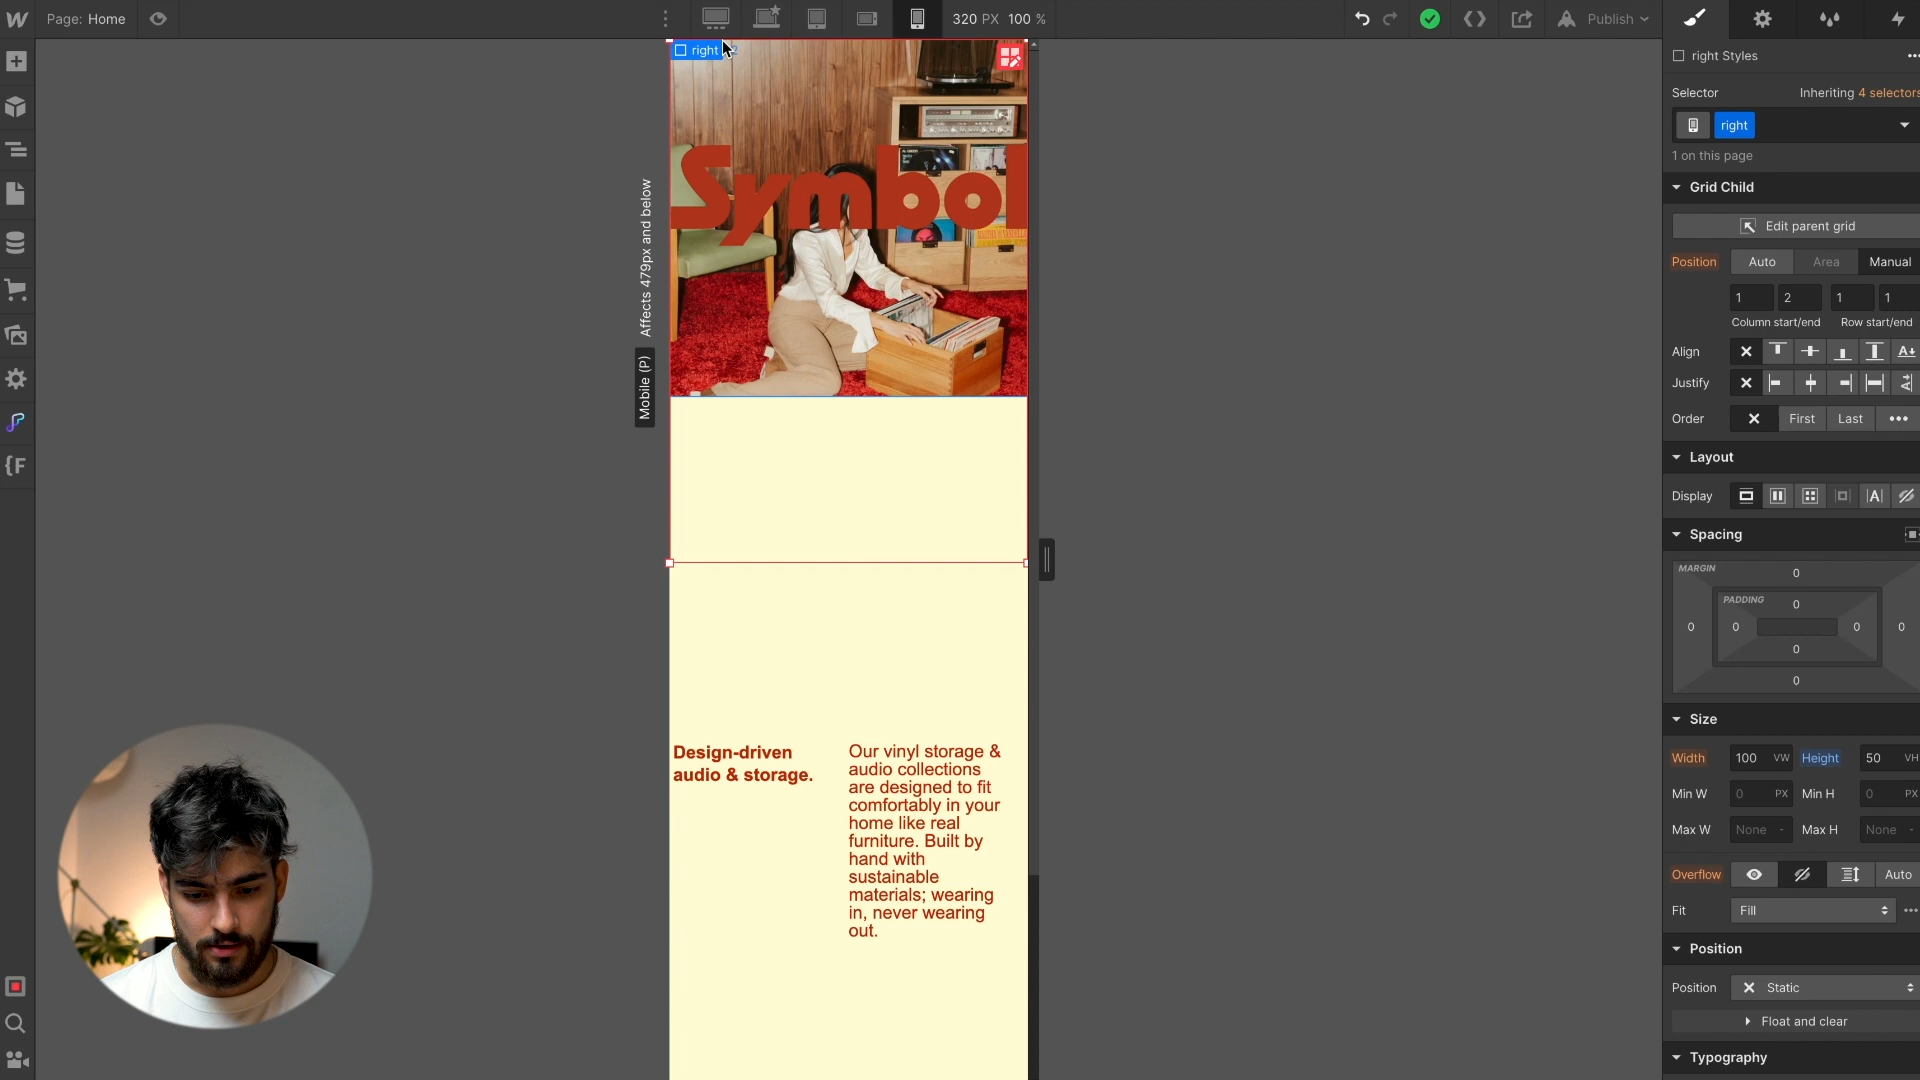 Page: Home
320 PX 100 %
Publish
right
2
Symbol
Affects 479px and below
Mobile (P)
Design-driven
audio & storage.
Our vinyl storage &
audio collections
are designed to fit
comfortably in your
home like real
furniture. Built by
hand with
sustainable
materials; wearing
in, never wearing
out.
right Styles
Selector
Inheriting 4 selectors
right
1 on this page
Grid Child
Edit parent grid
Position Auto Area Manual
1 2 1 1
Column start/end Row start/end
Align
Justify
Order First Last
Layout
Display
Spacing
MARGIN
0
PADDING
0
0 0 0 0
0
0
Size
Width 100 VW Height 50 VH
Min W 0 PX Min H 0 PX
Max W None - Max H None -
Overflow Auto
Fit Fill
Position
Position Static
Float and clear
Typography